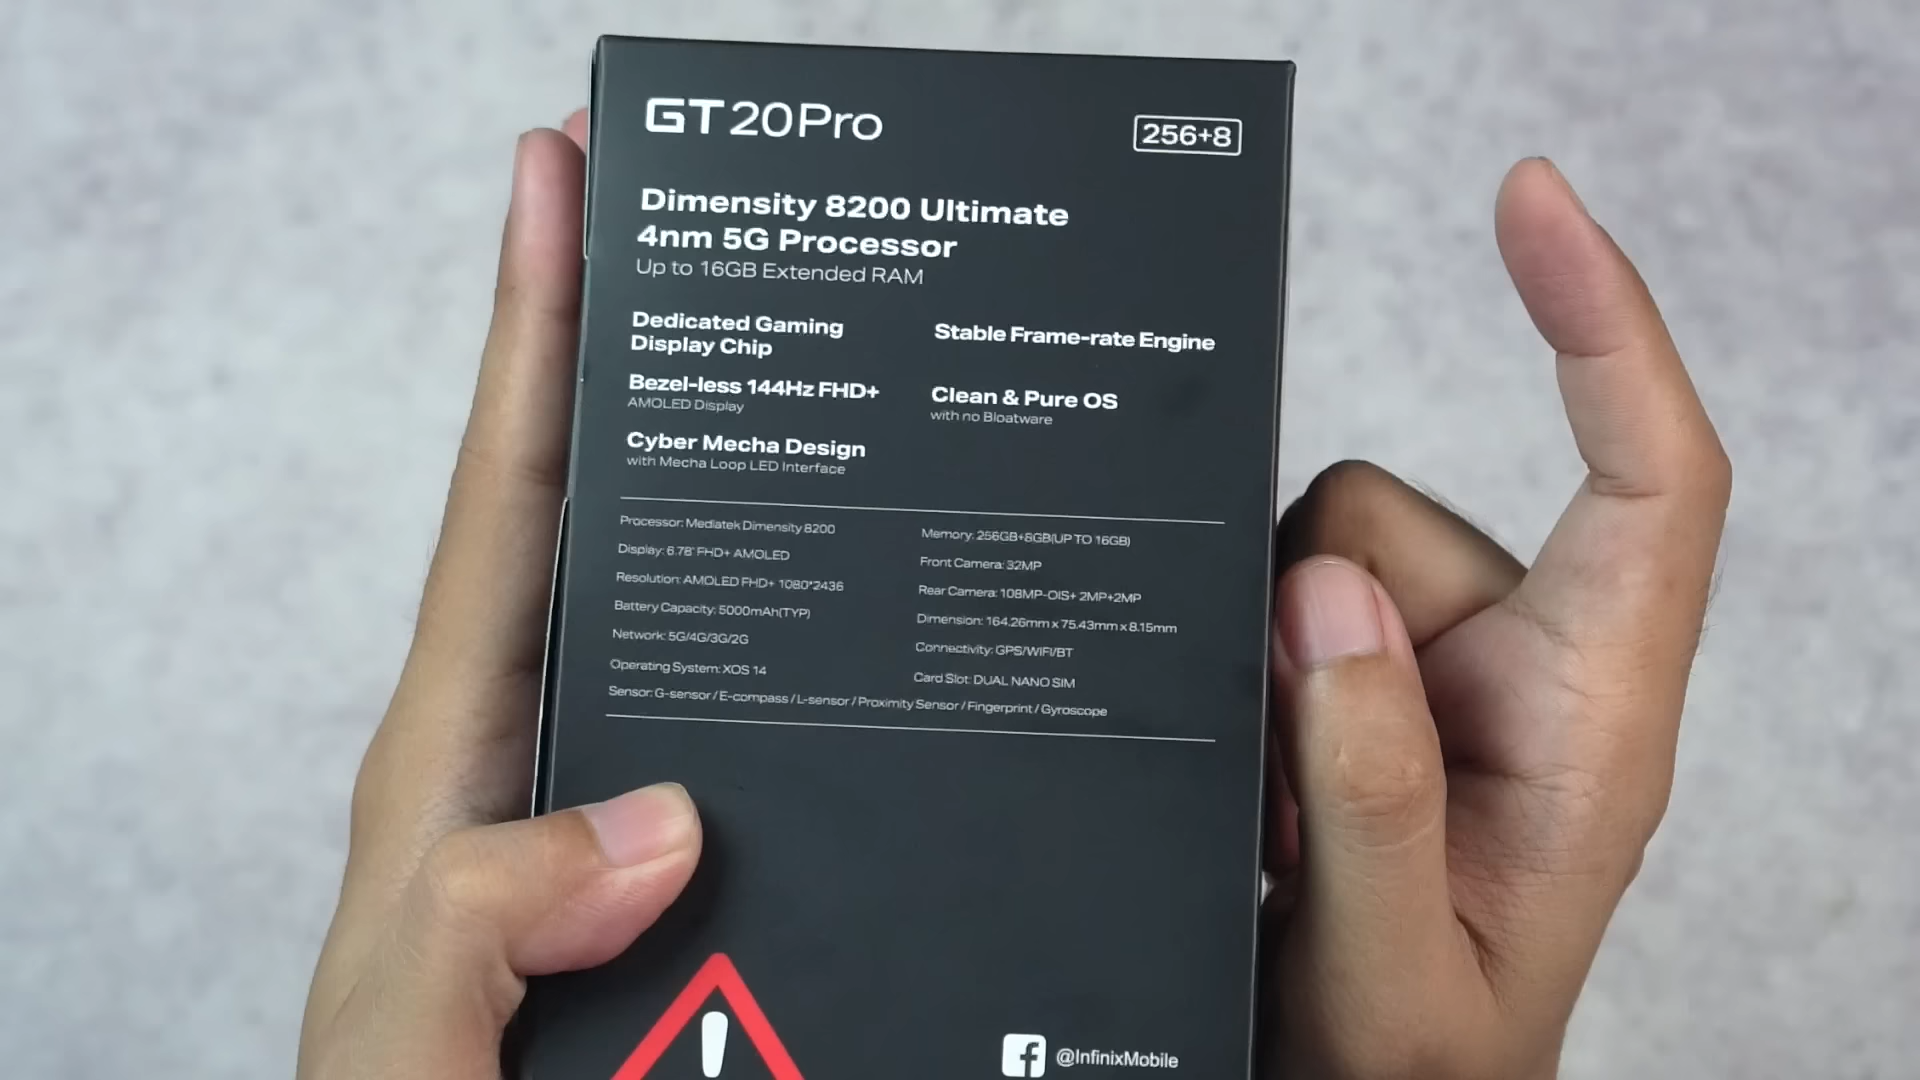 GT20Pro
256+8
Dimensity 8200 Ultimate
4nm 5G Processor
Up to 16GB Extended RAM
Dedicated Gaming
Display Chip
Stable Frame-rate Engine
Bezel-less 144Hz FHD+
AMOLED Display
Clean & Pure OS
with no Bloatware
Cyber Mecha Design
with Mecha Loop LED Interface
Processor: Mediatek Dimensity 8200
Display: 6.78" FHD+ AMOLED
Resolution: AMOLED FHD+ 1080*2436
Battery Capacity: 5000mAh(TYP)
Network: 5G/4G/3G/2G
Operating System: XOS 14
Memory: 256GB+8GB(UP TO 16GB)
Front Camera: 32MP
Rear Camera: 108MP-OIS+ 2MP+2MP
Dimension: 164.26mm x 75.43mm x 8.15mm
Connectivity: GPS/WIFI/BT
Card Slot: DUAL NANO SIM
Sensor: G-sensor / E-compass / L-sensor / Proximity Sensor / Fingerprint / Gyroscope
!
f @InfinixMobile